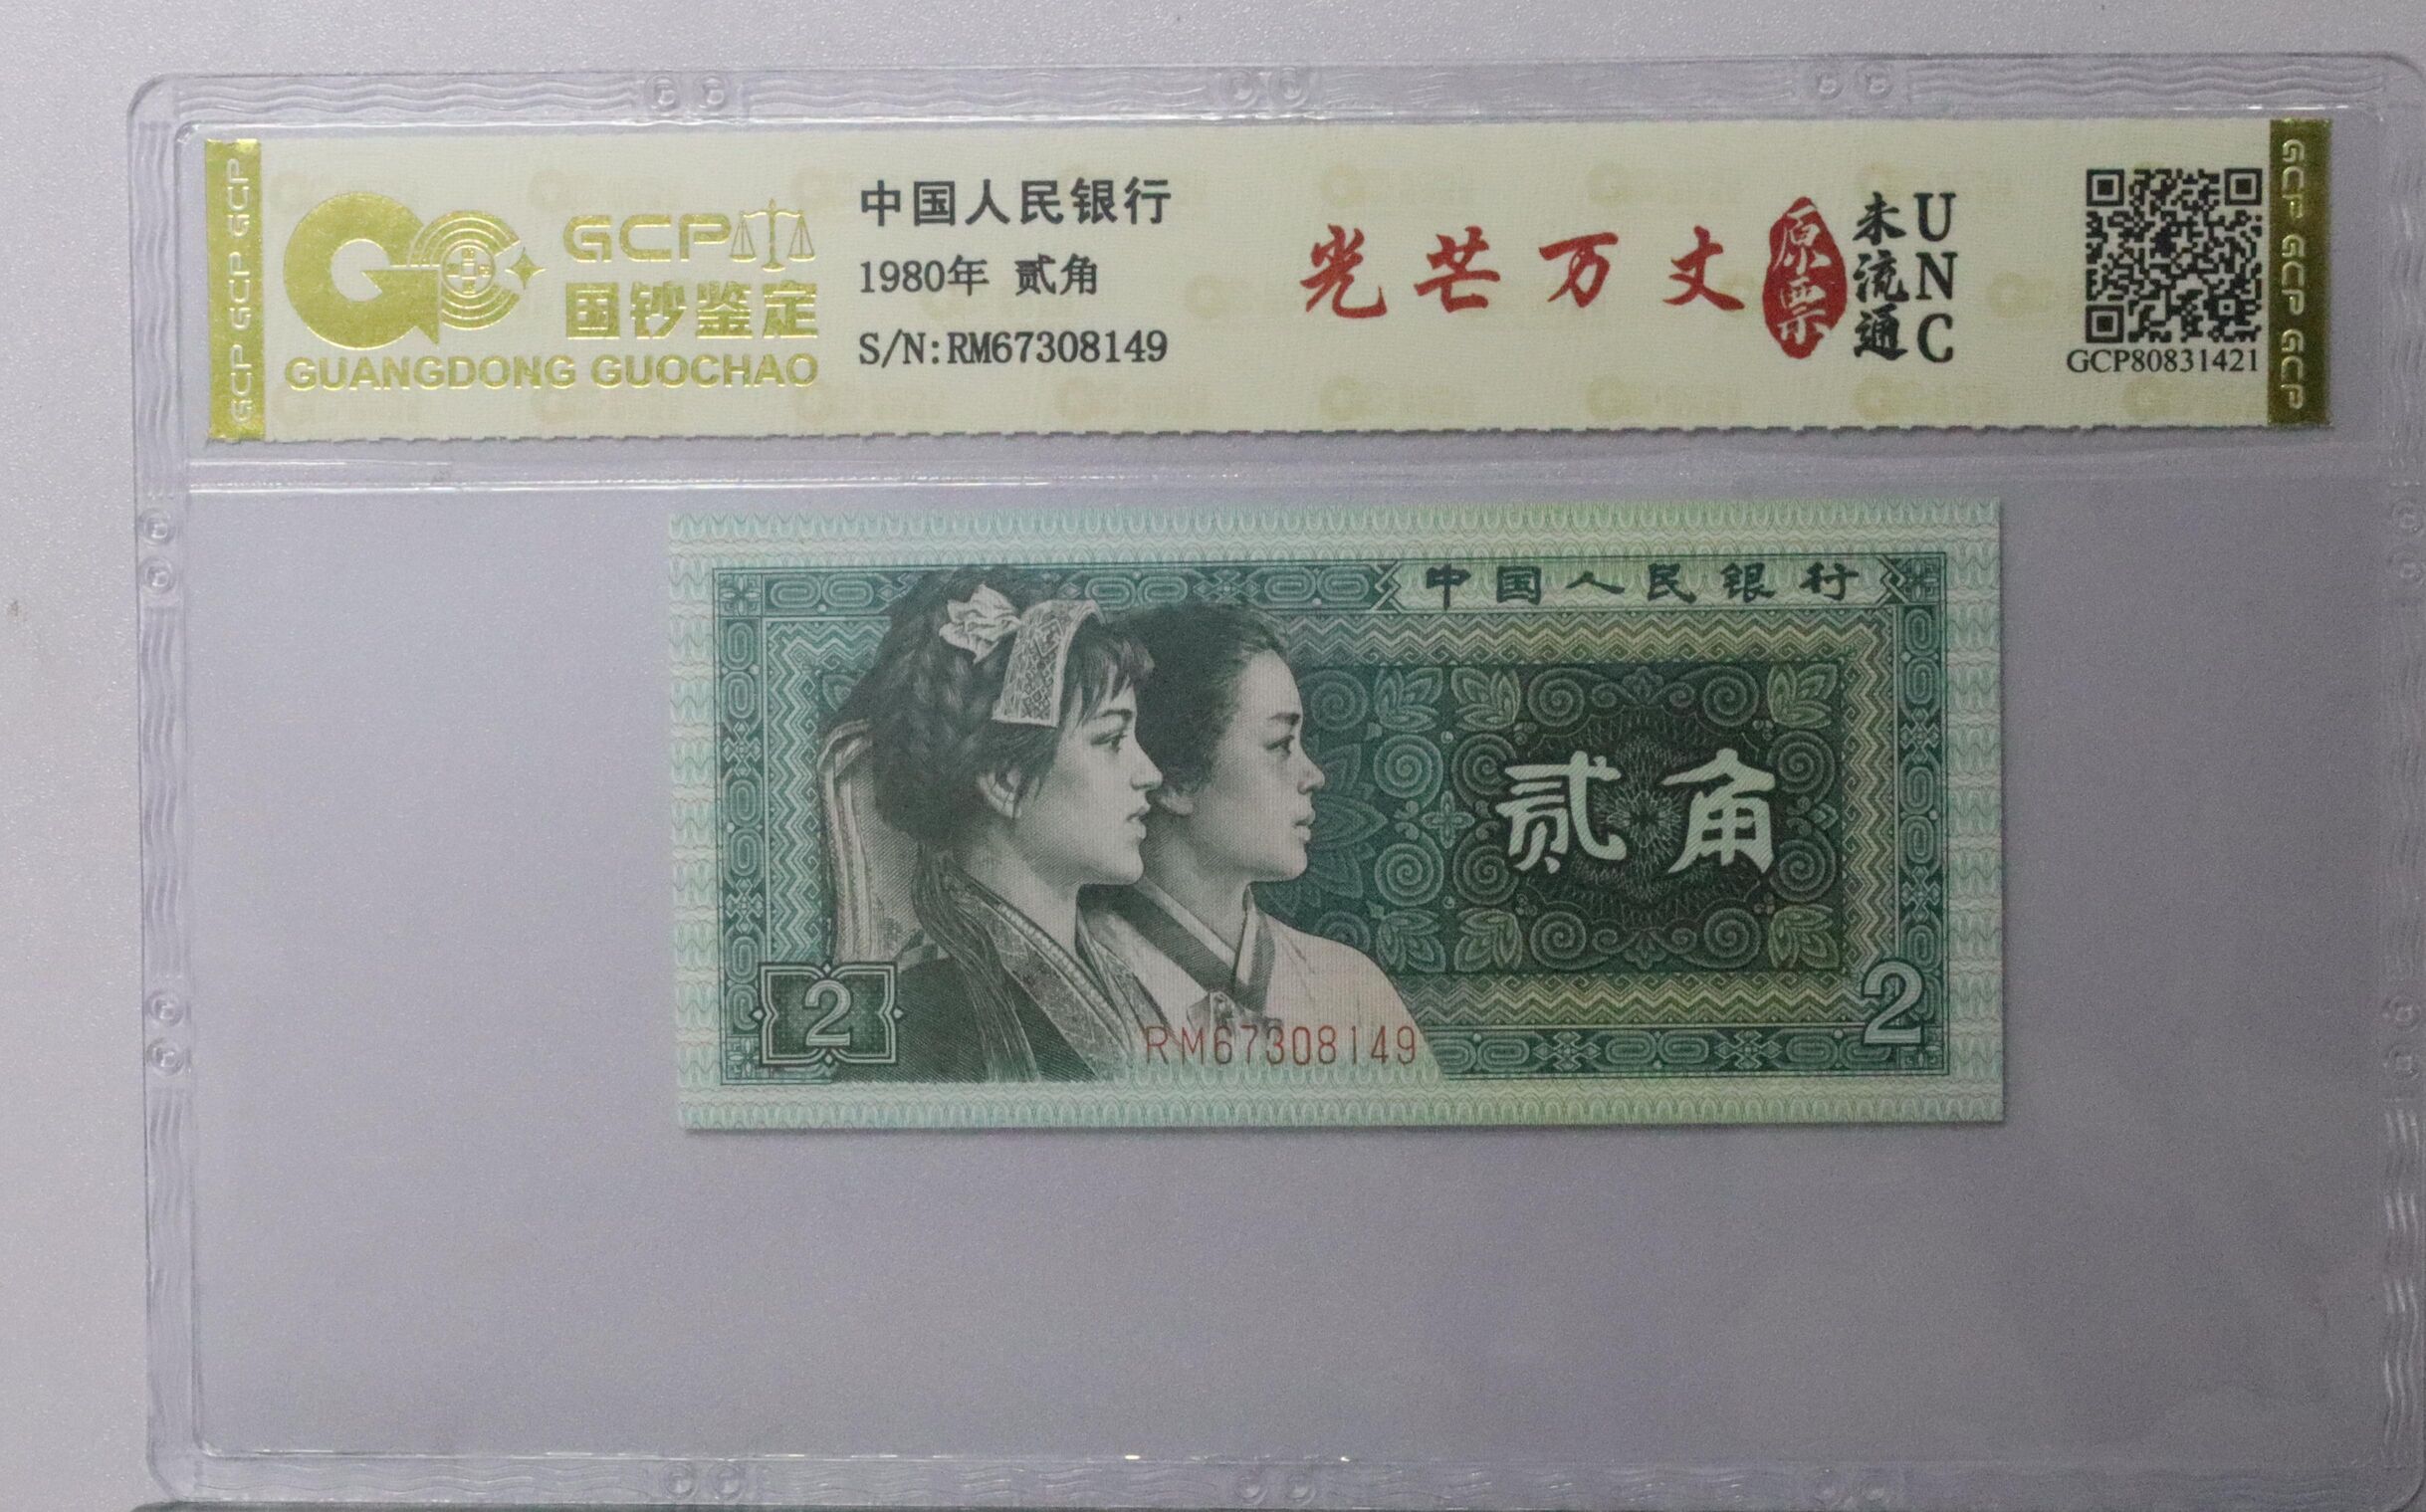 GCP GCP GCP
GCP
国钞鉴定
GUANGDONG GUOCHAO
中国人民银行
1980年 贰角
S/N:RM67308149
光芒万丈
原票
未流通
UNC
GCP80831421
GCP GCP GCP
中国人民银行
贰角
2
2
RM67308149